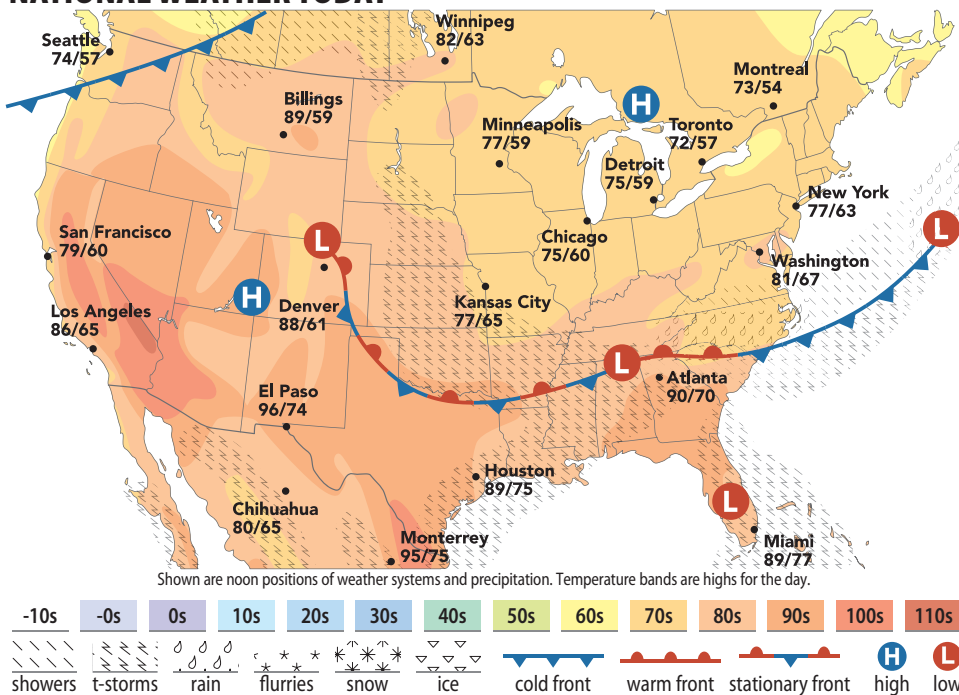 NATIONAL WEATHER TODAY
Winnipeg
82/63
Seattle
74/57
Montreal
73/54
Billings
89/59
Minneapolis
77/59
Toronto
72/57
H
Detroit
75/59
New York
77/63
San Francisco
79/60
L
Chicago
75/60
L
Washington
81/67
H
Denver
88/61
Kansas City
77/65
Los Angeles
86/65
L
Atlanta
90/70
El Paso
96/74
Houston
89/75
Chihuahua
80/65
L
Monterrey
95/75
Miami
89/77
Shown are noon positions of weather systems and precipitation. Temperature bands are highs for the day.
-10s -0s 0s 10s 20s 30s 40s 50s 60s 70s 80s 90s 100s 110s
H L
showers t-storms rain flurries snow ice cold front warm front stationary front high low